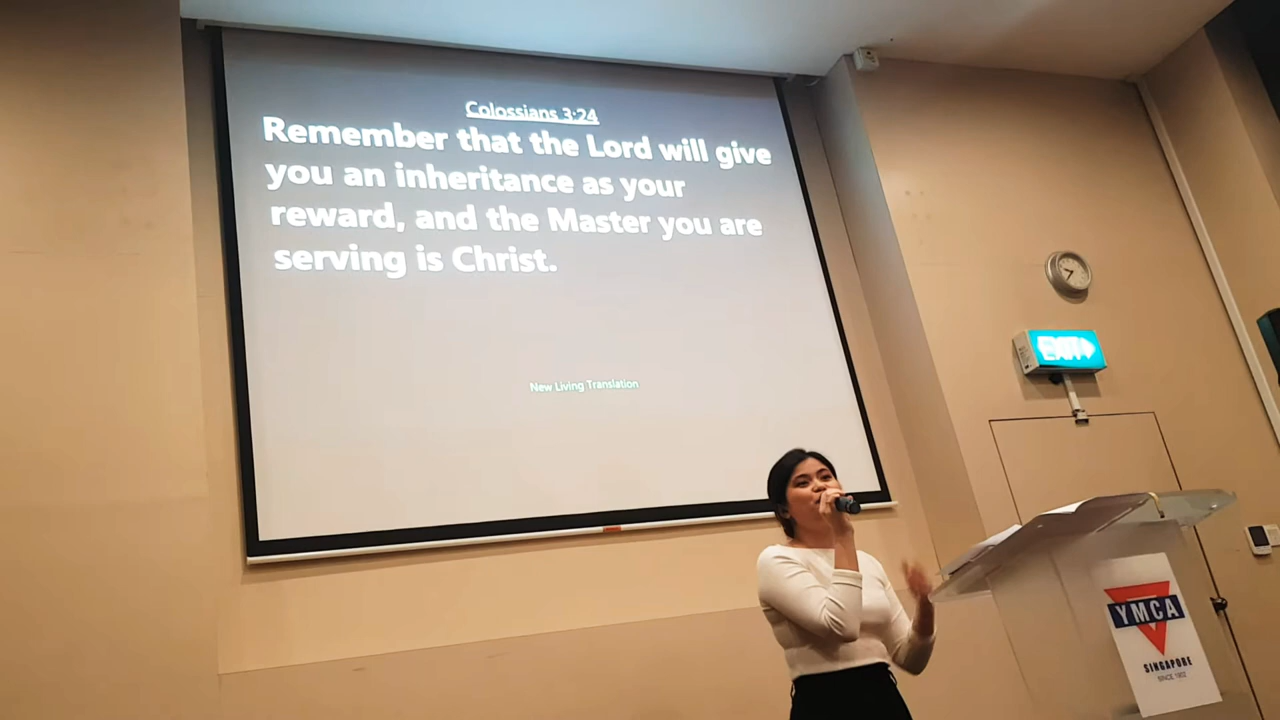 Colossians 3:24
Remember that the Lord will give
you an inheritance as your
reward, and the Master you are
serving is Christ.
New Living Translation
EXIT
YMCA
SINGAPORE
SINCE 1902